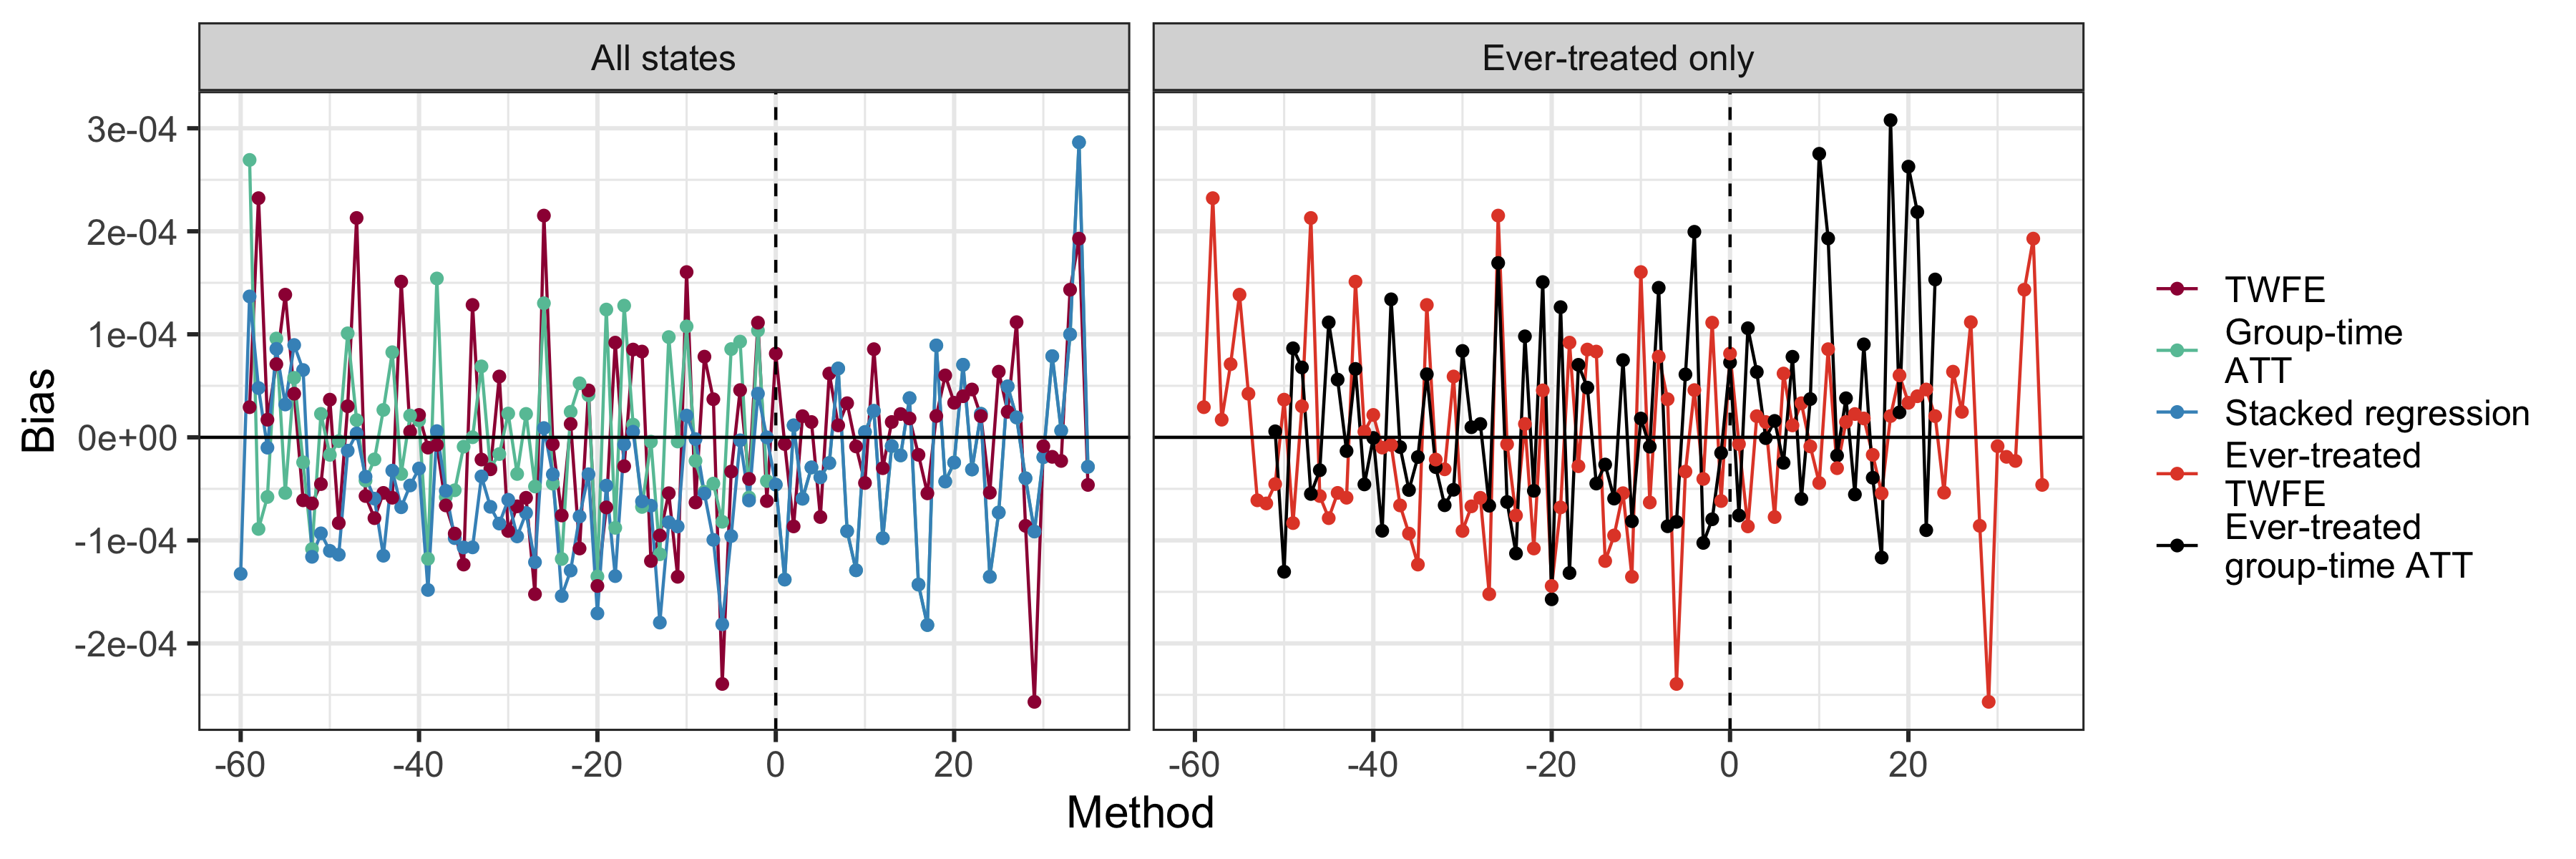 All states
Ever-treated only
3e-04
2e-04
1e-04
0e+00
-1e-04
-2e-04
Bias
-60
-40
-20
0
20
-60
-40
-20
0
20
Method
TWFE
Group-time
ATT
Stacked regression
Ever-treated
TWFE
Ever-treated
group-time ATT